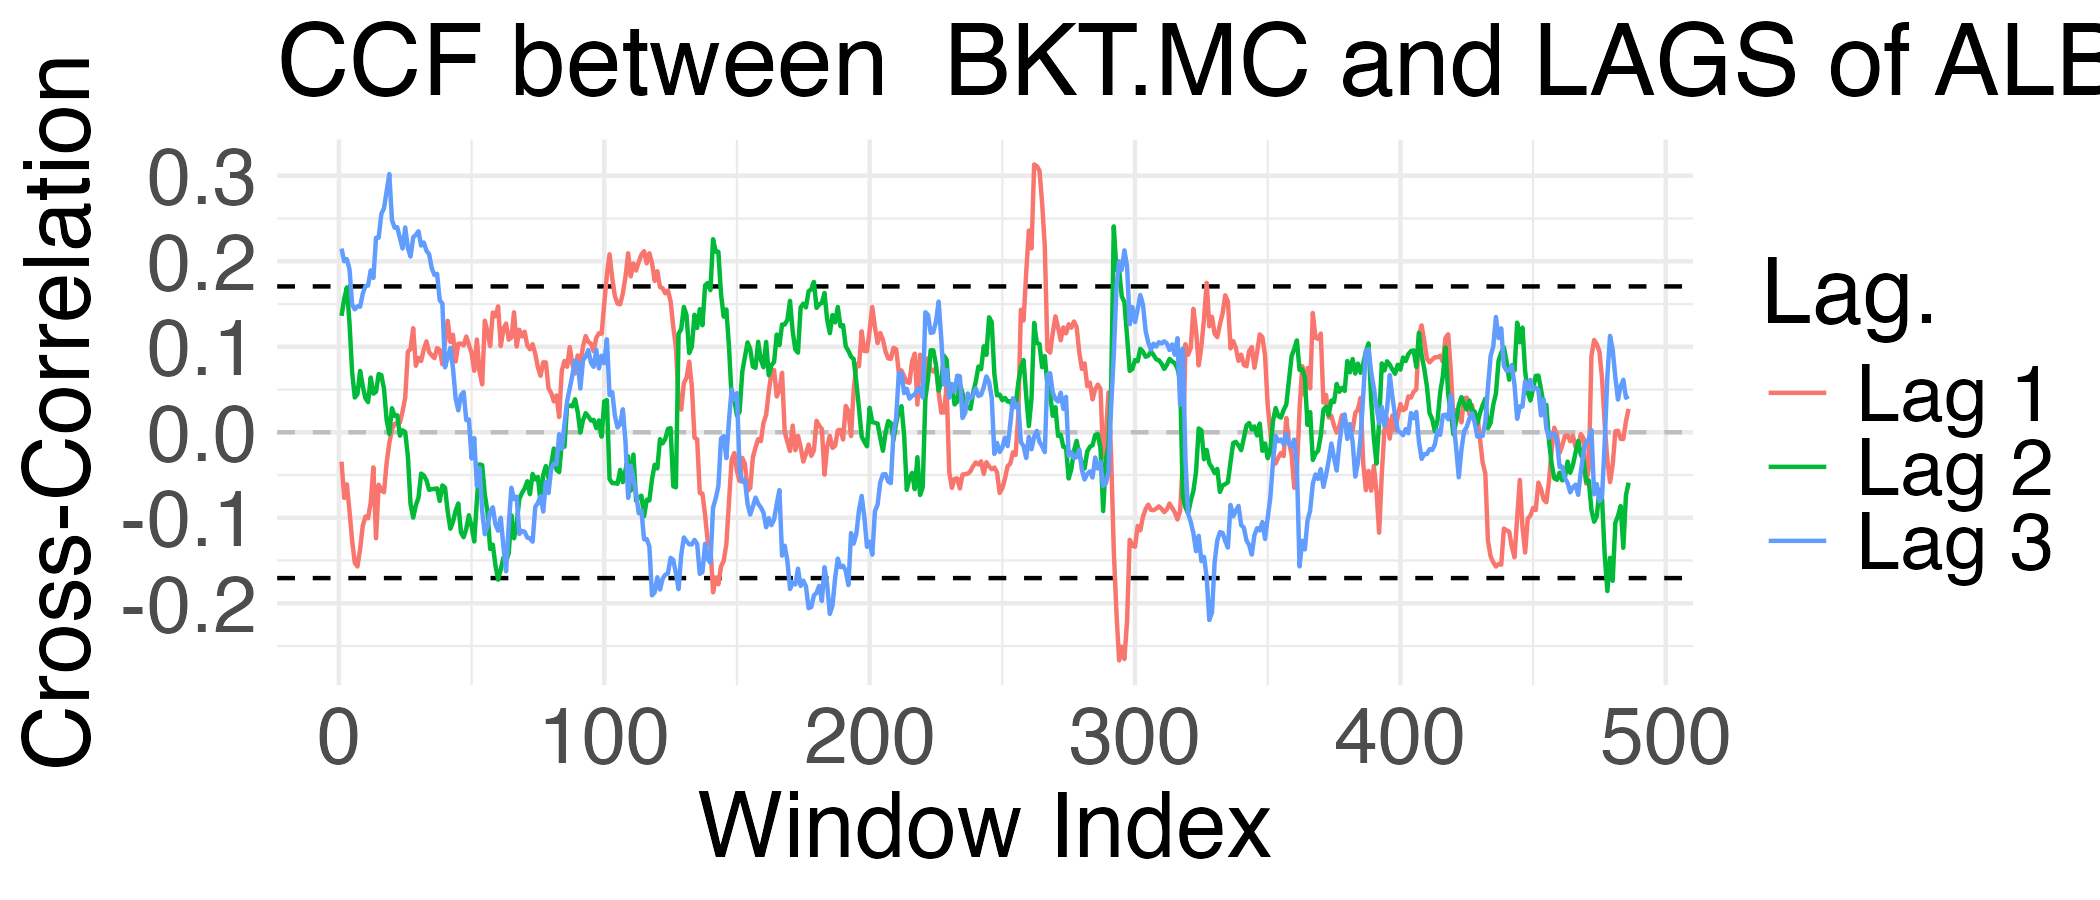 CCF between  BKT.MC and LAGS of ALB
Cross-Correlation
0.3
0.2
0.1
0.0
-0.1
-0.2
0 100 200 300 400 500
Window Index
Lag.
Lag 1
Lag 2
Lag 3